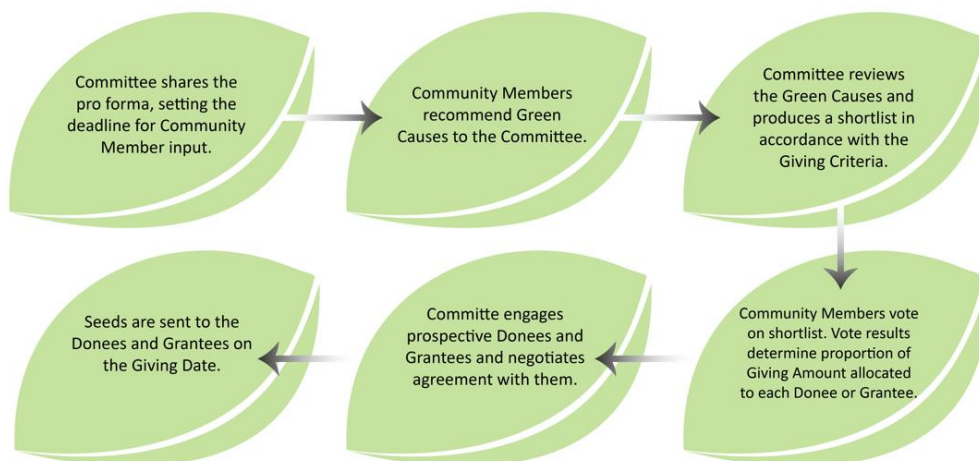 Committee shares the
pro forma, setting the
deadline for Community
Member input.
Community Members
recommend Green
Causes to the Committee.
Committee reviews
the Green Causes and
produces a shortlist in
accordance with the
Giving Criteria.
Community Members vote
on shortlist. Vote results
determine proportion of
Giving Amount allocated
to each Donee or Grantee.
Committe engages
prospective Donees and
Grantees and negotiates
agreement with them.
Seeds are sent to the
Donees and Grantees on
the Giving Date.